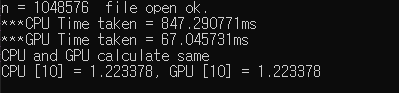 n = 1048576  file open ok.
***CPU Time taken = 847.290771ms
***GPU Time taken = 67.045731ms
CPU and GPU calculate same
CPU [10] = 1.223378, GPU [10] = 1.223378